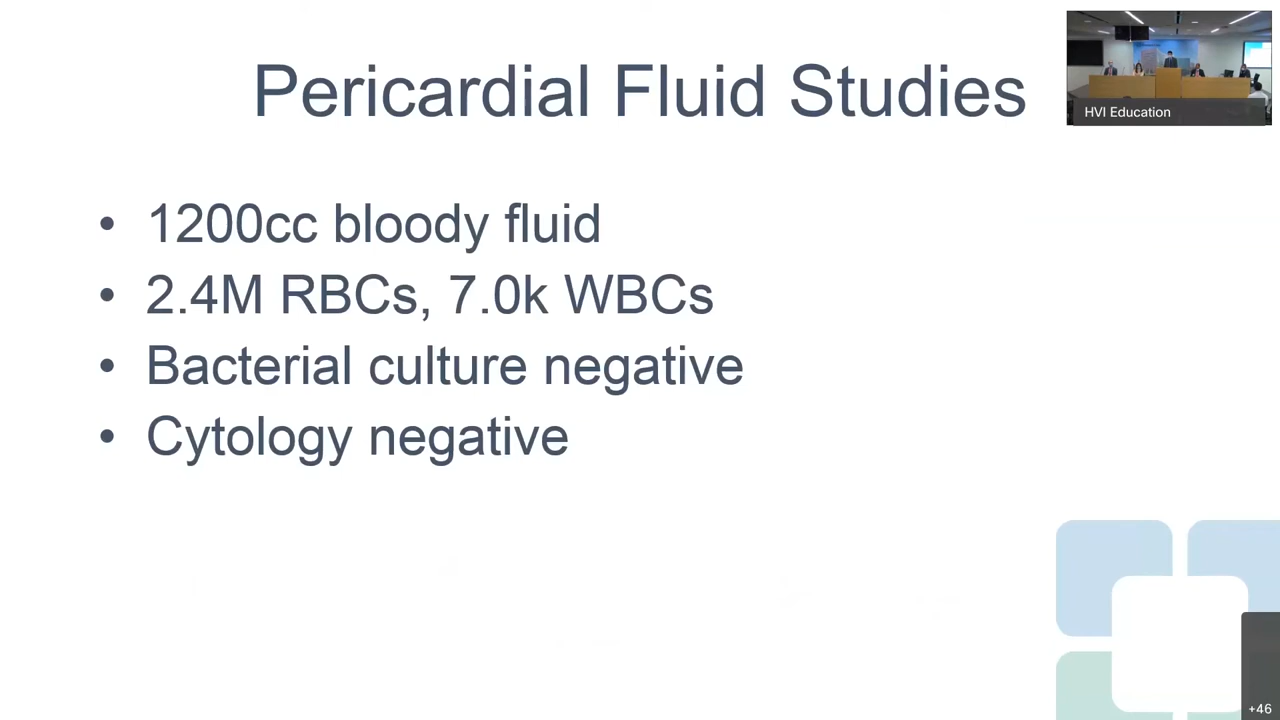 Pericardial Fluid Studies
HVI Education
• 1200cc bloody fluid
• 2.4M RBCs, 7.0k WBCs
• Bacterial culture negative
• Cytology negative
+46